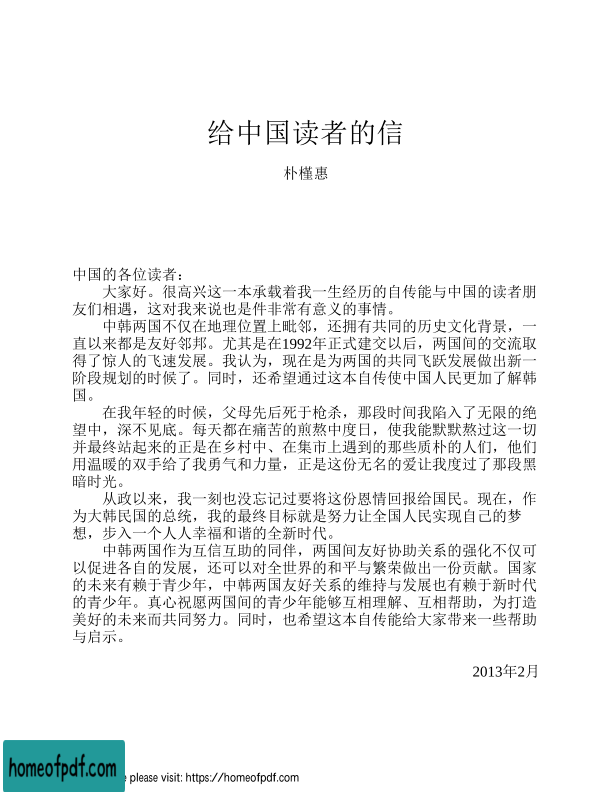 给中国读者的信
朴槿惠
中国的各位读者：
大家好。很高兴这一本承载着我一生经历的自传能与中国的读者朋
友们相遇，这对我来说也是件非常有意义的事情。
中韩两国不仅在地理位置上毗邻，还拥有共同的历史文化背景，一
直以来都是友好邻邦。尤其是在1992年正式建交以后，两国间的交流取
得了惊人的飞速发展。我认为，现在是为两国的共同飞跃发展做出新一
阶段规划的时候了。同时，还希望通过这本自传使中国人民更加了解韩
国。
在我年轻的时候，父母先后死于枪杀，那段时间我陷入了无限的绝
望中，深不见底。每天都在痛苦的煎熬中度日，使我能默默熬过这一切
并最终站起来的正是在乡村中、在集市上遇到的那些质朴的人们，他们
用温暖的双手给了我勇气和力量，正是这份无名的爱让我度过了那段黑
暗时光。
从政以来，我一刻也没忘记过要将这份恩情回报给国民。现在，作
为大韩民国的总统，我的最终目标就是努力让全国人民实现自己的梦
想，步入一个人人幸福和谐的全新时代。
中韩两国作为互信互助的同伴，两国间友好协助关系的强化不仅可
以促进各自的发展，还可以对全世界的和平与繁荣做出一份贡献。国家
的未来有赖于青少年，中韩两国友好关系的维持与发展也有赖于新时代
的青少年。真心祝愿两国间的青少年能够互相理解、互相帮助，为打造
美好的未来而共同努力。同时，也希望这本自传能给大家带来一些帮助
与启示。
2013年2月
homeofpdf.com
please visit: https://homeofpdf.com